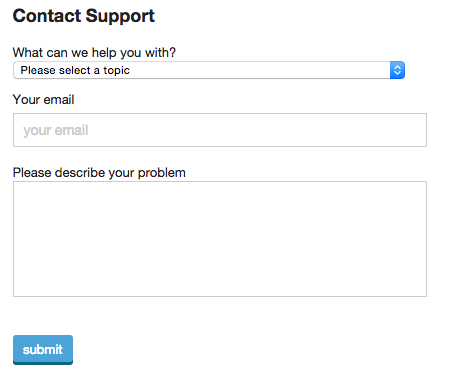 Contact Support
What can we help you with?
Please select a topic
Your email
your email
Please describe your problem
submit